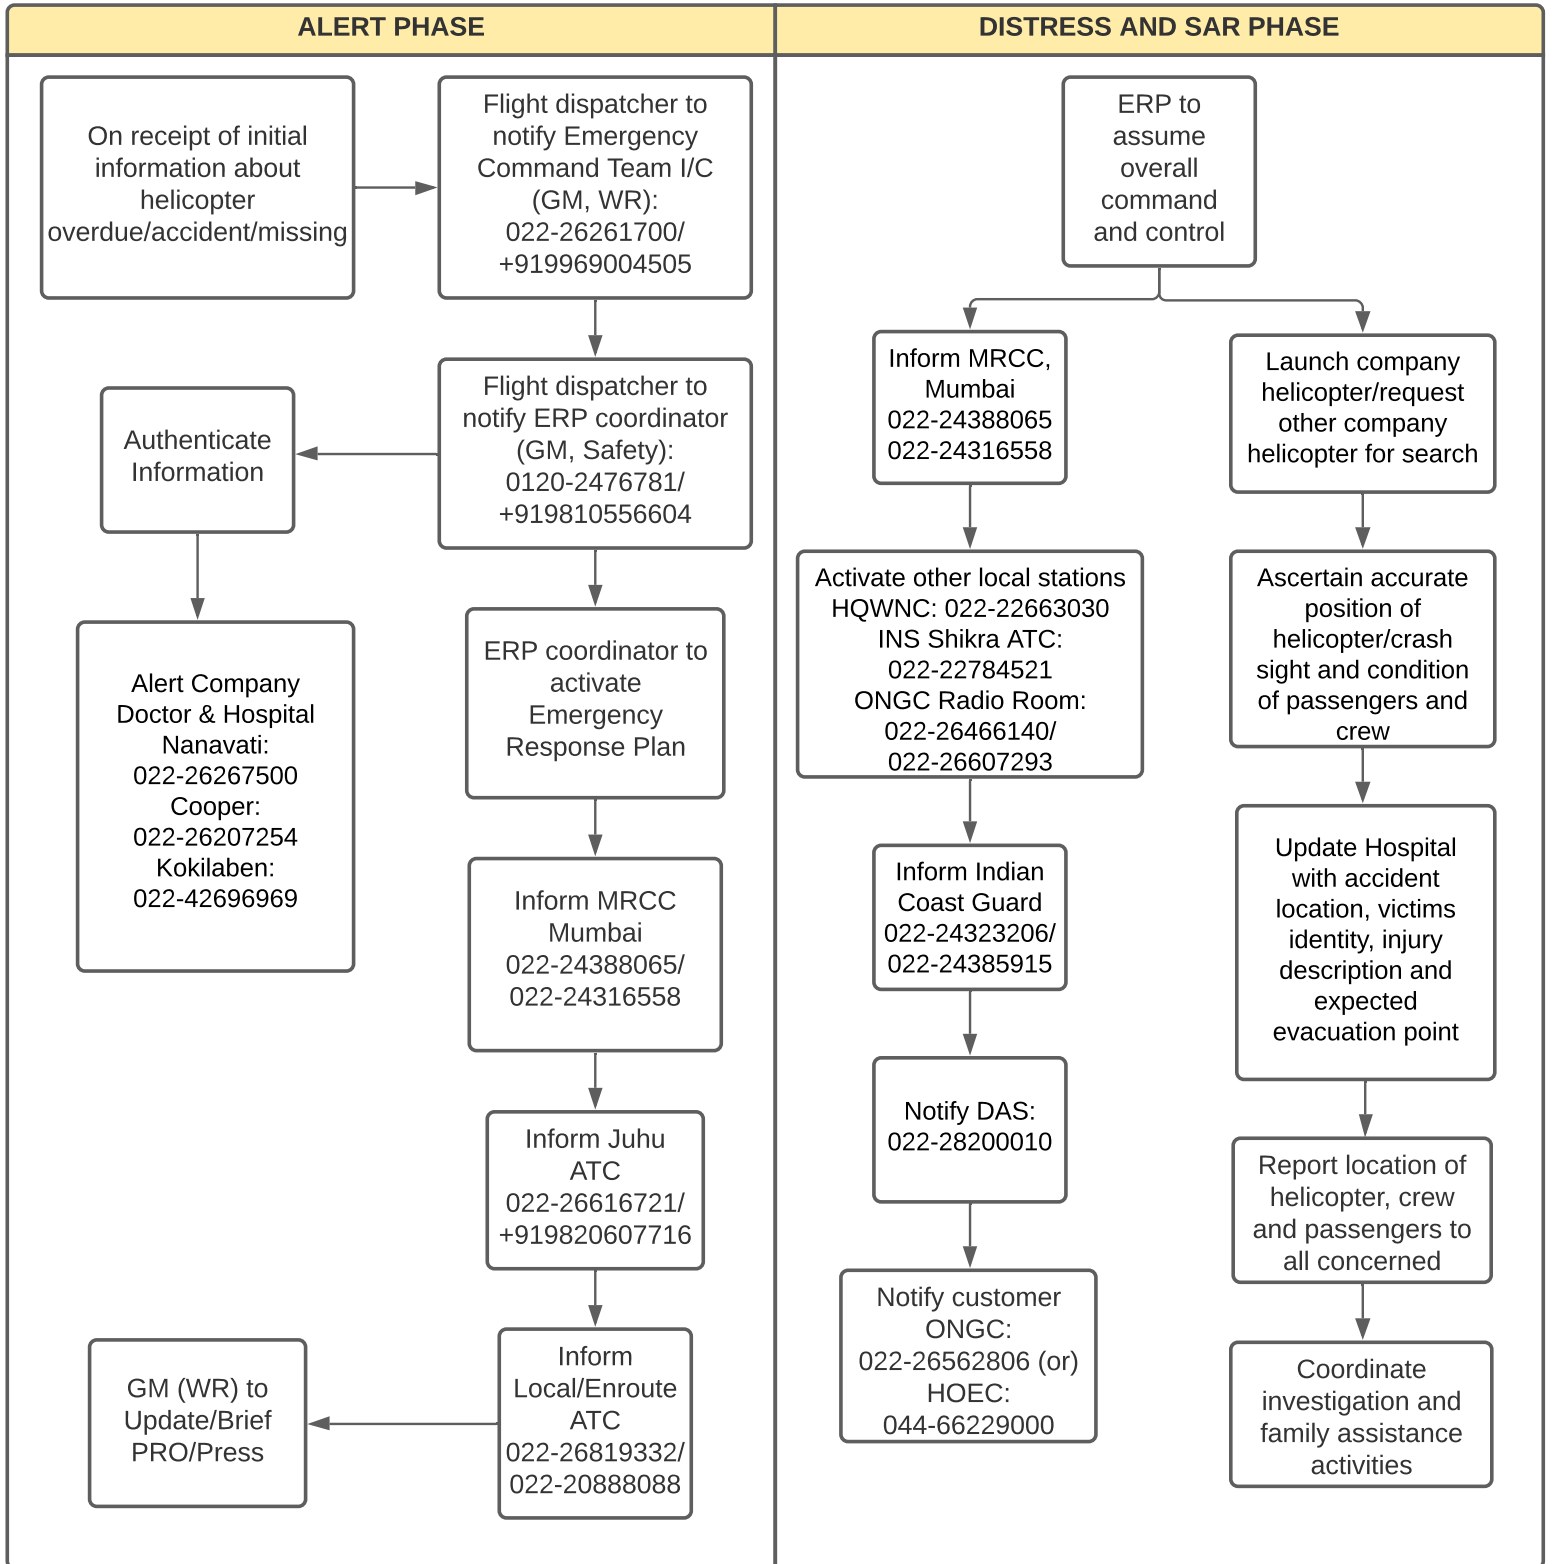 ALERT PHASE
On receipt of initial
information about
helicopter
overdue/accident/missing
Flight dispatcher to
notify Emergency
Command Team I/C
(GM, WR):
022-26261700/
+919969004505
Flight dispatcher to
notify ERP coordinator
(GM, Safety):
0120-2476781/
+919810556604
Authenticate
Information
Alert Company
Doctor & Hospital
Nanavati:
022-26267500
Cooper:
022-26207254
Kokilaben:
022-42696969
ERP coordinator to
activate
Emergency
Response Plan
Inform MRCC
Mumbai
022-24388065/
022-24316558
Inform Juhu
ATC
022-26616721/
+919820607716
Inform
Local/Enroute
ATC
022-26819332/
022-20888088
GM (WR) to
Update/Brief
PRO/Press
DISTRESS AND SAR PHASE
ERP to
assume
overall
command
and control
Inform MRCC,
Mumbai
022-24388065
022-24316558
Activate other local stations
HQWNC: 022-22663030
INS Shikra ATC:
022-22784521
ONGC Radio Room:
022-26466140/
022-26607293
Inform Indian
Coast Guard
022-24323206/
022-24385915
Notify DAS:
022-28200010
Notify customer
ONGC:
022-26562806 (or)
HOEC:
044-66229000
Launch company
helicopter/request
other company
helicopter for search
Ascertain accurate
position of
helicopter/crash
sight and condition
of passengers and
crew
Update Hospital
with accident
location, victims
identity, injury
description and
expected
evacuation point
Report location of
helicopter, crew
and passengers to
all concerned
Coordinate
investigation and
family assistance
activities